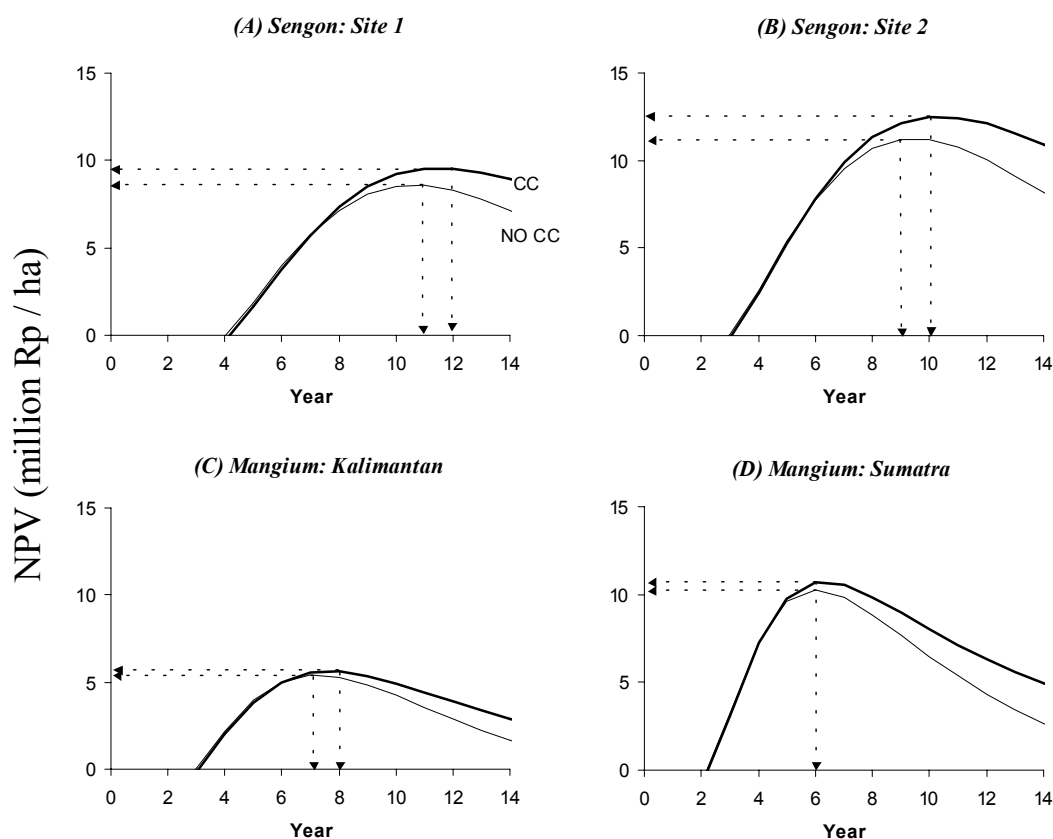 (A) Sengon: Site 1
15
10
5
0
CC
NO CC
0 2 4 6 8 10 12 14
Year
(B) Sengon: Site 2
15
10
5
0
0 2 4 6 8 10 12 14
Year
NPV (million Rp / ha)
(C) Mangium: Kalimantan
15
10
5
0
0 2 4 6 8 10 12 14
Year
(D) Mangium: Sumatra
15
10
5
0
0 2 4 6 8 10 12 14
Year